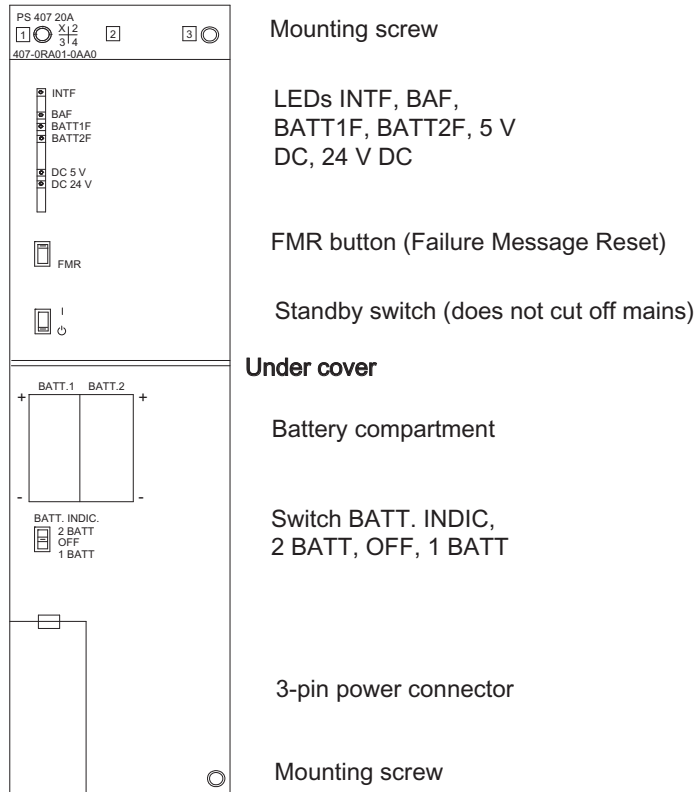 PS 407 20A
1 X 2 2 3
3 4
407-0RA01-0AA0
Mounting screw
INTF
BAF
BATT1F
BATT2F
DC 5 V
DC 24 V
LEDs INTF, BAF,
BATT1F, BATT2F, 5 V
DC, 24 V DC
FMR
FMR button (Failure Message Reset)
I
Standby switch (does not cut off mains)
Under cover
BATT.1 BATT.2
+ +
- -
Battery compartment
BATT. INDIC.
2 BATT
OFF
1 BATT
Switch BATT. INDIC,
2 BATT, OFF, 1 BATT
3-pin power connector
Mounting screw